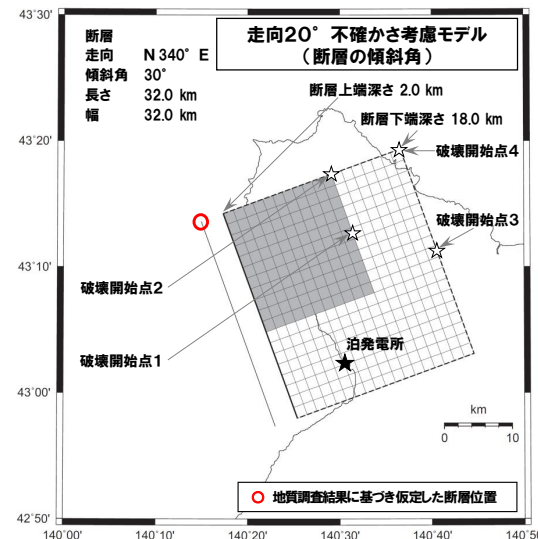 43°30'
断層
走向 N 340° E
傾斜角 30°
長さ 32.0 km
幅 32.0 km
走向20° 不確かさ考慮モデル
（断層の傾斜角）
断層上端深さ 2.0 km
断層下端深さ 18.0 km
43°20'
破壊開始点4
破壊開始点3
43°10'
破壊開始点2
破壊開始点1
泊発電所
43°00'
km
0 10
地質調査結果に基づき仮定した断層位置
42°50'
140°00' 140°10' 140°20' 140°30' 140°40' 140°50'